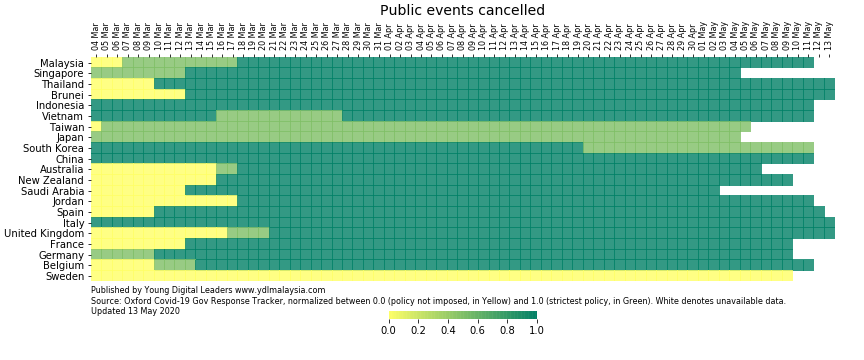 Public events cancelled
04 Mar
05 Mar
06 Mar
07 Mar
08 Mar
09 Mar
10 Mar
11 Mar
12 Mar
13 Mar
14 Mar
15 Mar
16 Mar
17 Mar
18 Mar
19 Mar
20 Mar
21 Mar
22 Mar
23 Mar
24 Mar
25 Mar
26 Mar
27 Mar
28 Mar
29 Mar
30 Mar
31 Mar
01 Apr
02 Apr
03 Apr
04 Apr
05 Apr
06 Apr
07 Apr
08 Apr
09 Apr
10 Apr
11 Apr
12 Apr
13 Apr
14 Apr
15 Apr
16 Apr
17 Apr
18 Apr
19 Apr
20 Apr
21 Apr
22 Apr
23 Apr
24 Apr
25 Apr
26 Apr
27 Apr
28 Apr
29 Apr
30 Apr
01 May
02 May
03 May
04 May
05 May
06 May
07 May
08 May
09 May
10 May
11 May
12 May
13 May
Malaysia
Singapore
Thailand
Brunei
Indonesia
Vietnam
Taiwan
Japan
South Korea
China
Australia
New Zealand
Saudi Arabia
Jordan
Spain
Italy
United Kingdom
France
Germany
Belgium
Sweden
Published by Young Digital Leaders www.ydlmalaysia.com
Source: Oxford Covid-19 Gov Response Tracker, normalized between 0.0 (policy not imposed, in Yellow) and 1.0 (strictest policy, in Green). White denotes unavailable data.
Updated 13 May 2020
0.0 0.2 0.4 0.6 0.8 1.0